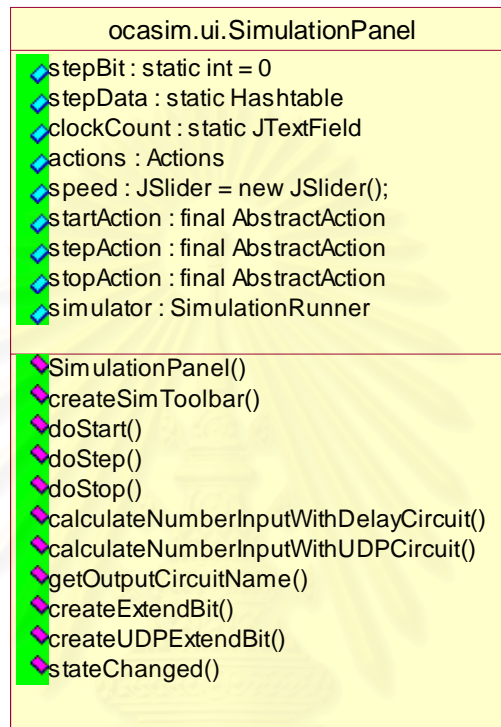 ocasim.ui.SimulationPanel
stepBit : static int = 0
stepData : static Hashtable
clockCount : static JTextField
actions : Actions
speed : JSlider = new JSlider();
startAction : final AbstractAction
stepAction : final AbstractAction
stopAction : final AbstractAction
simulator : SimulationRunner
SimulationPanel()
createSimToolbar()
doStart()
doStep()
doStop()
calculateNumberInputWithDelayCircuit()
calculateNumberInputWithUDPCircuit()
getOutputCircuitName()
createExtendBit()
createUDPExtendBit()
stateChanged()